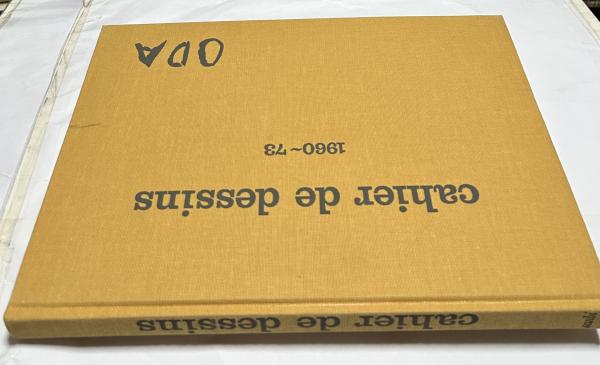 cahier de dessins
1960~73
ODA
cahier de dessins